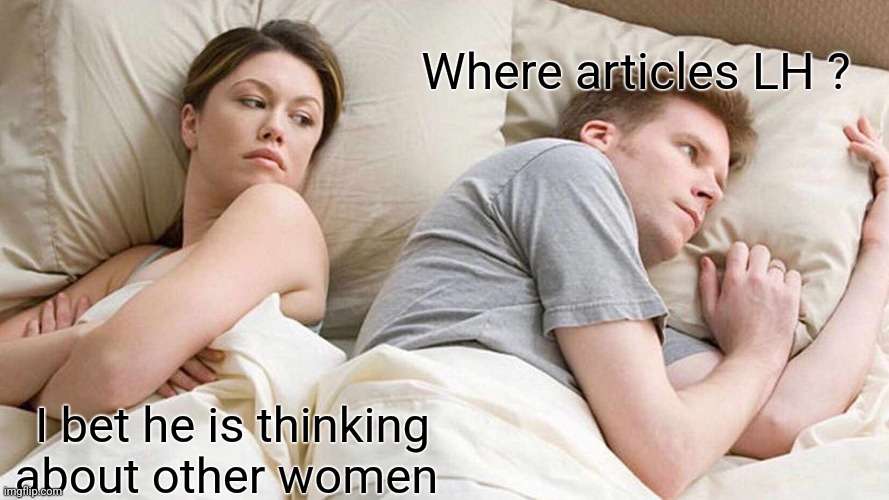 Where articles LH ?
I bet he is thinking
about other women
imgflip.com